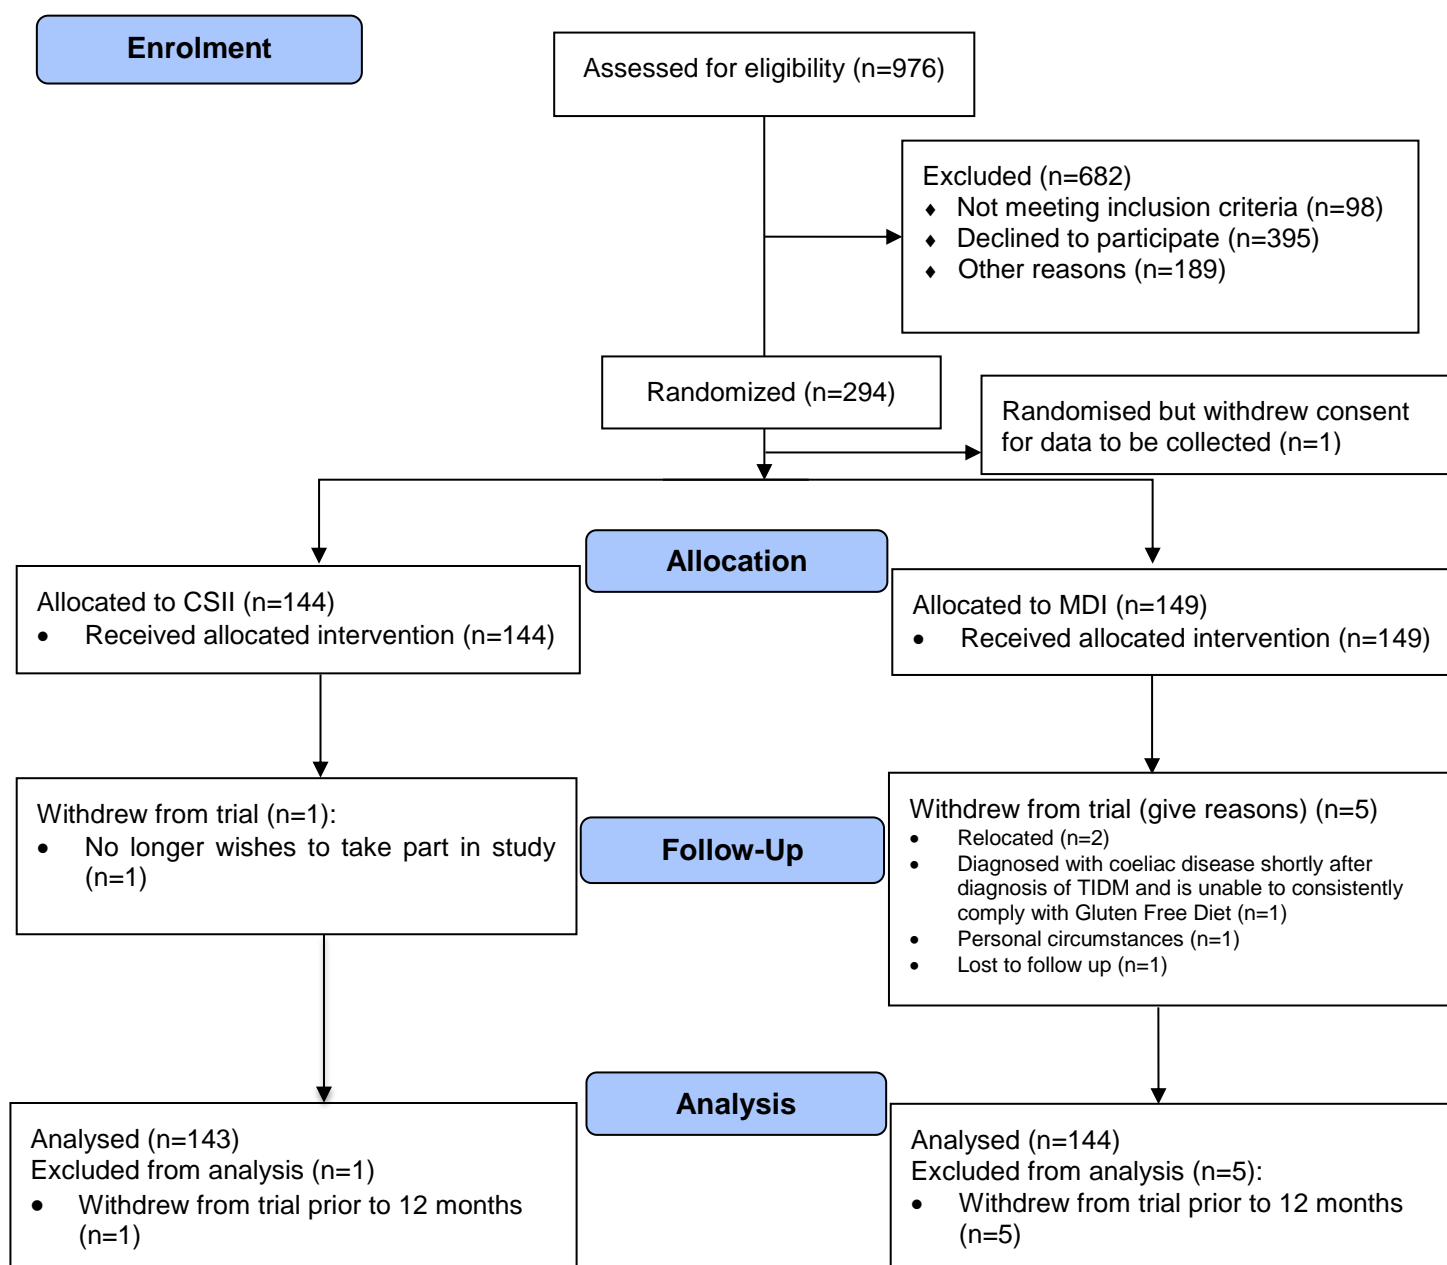 Enrolment
Assessed for eligibility (n=976)
Excluded (n=682)
♦ Not meeting inclusion criteria (n=98)
♦ Declined to participate (n=395)
♦ Other reasons (n=189)
Randomized (n=294)
Randomised but withdrew consent
for data to be collected (n=1)
Allocation
Allocated to CSII (n=144)
• Received allocated intervention (n=144)
Allocated to MDI (n=149)
• Received allocated intervention (n=149)
Follow-Up
Withdrew from trial (n=1):
• No longer wishes to take part in study
(n=1)
Withdrew from trial (give reasons) (n=5)
• Relocated (n=2)
• Diagnosed with coeliac disease shortly after
diagnosis of TIDM and is unable to consistently
comply with Gluten Free Diet (n=1)
• Personal circumstances (n=1)
• Lost to follow up (n=1)
Analysis
Analysed (n=143)
Excluded from analysis (n=1)
• Withdrew from trial prior to 12 months
(n=1)
Analysed (n=144)
Excluded from analysis (n=5):
• Withdrew from trial prior to 12 months
(n=5)